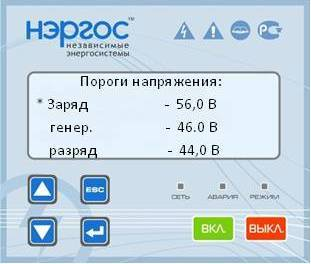 нэргос™
независимые
энергосистемы
Пороги напряжения:
* Заряд - 56,0 В
генер. - 46.0 В
разряд - 44,0 В
ESC
СЕТЬ АВАРИЯ РЕЖИМ
ВКЛ. ВЫКЛ.